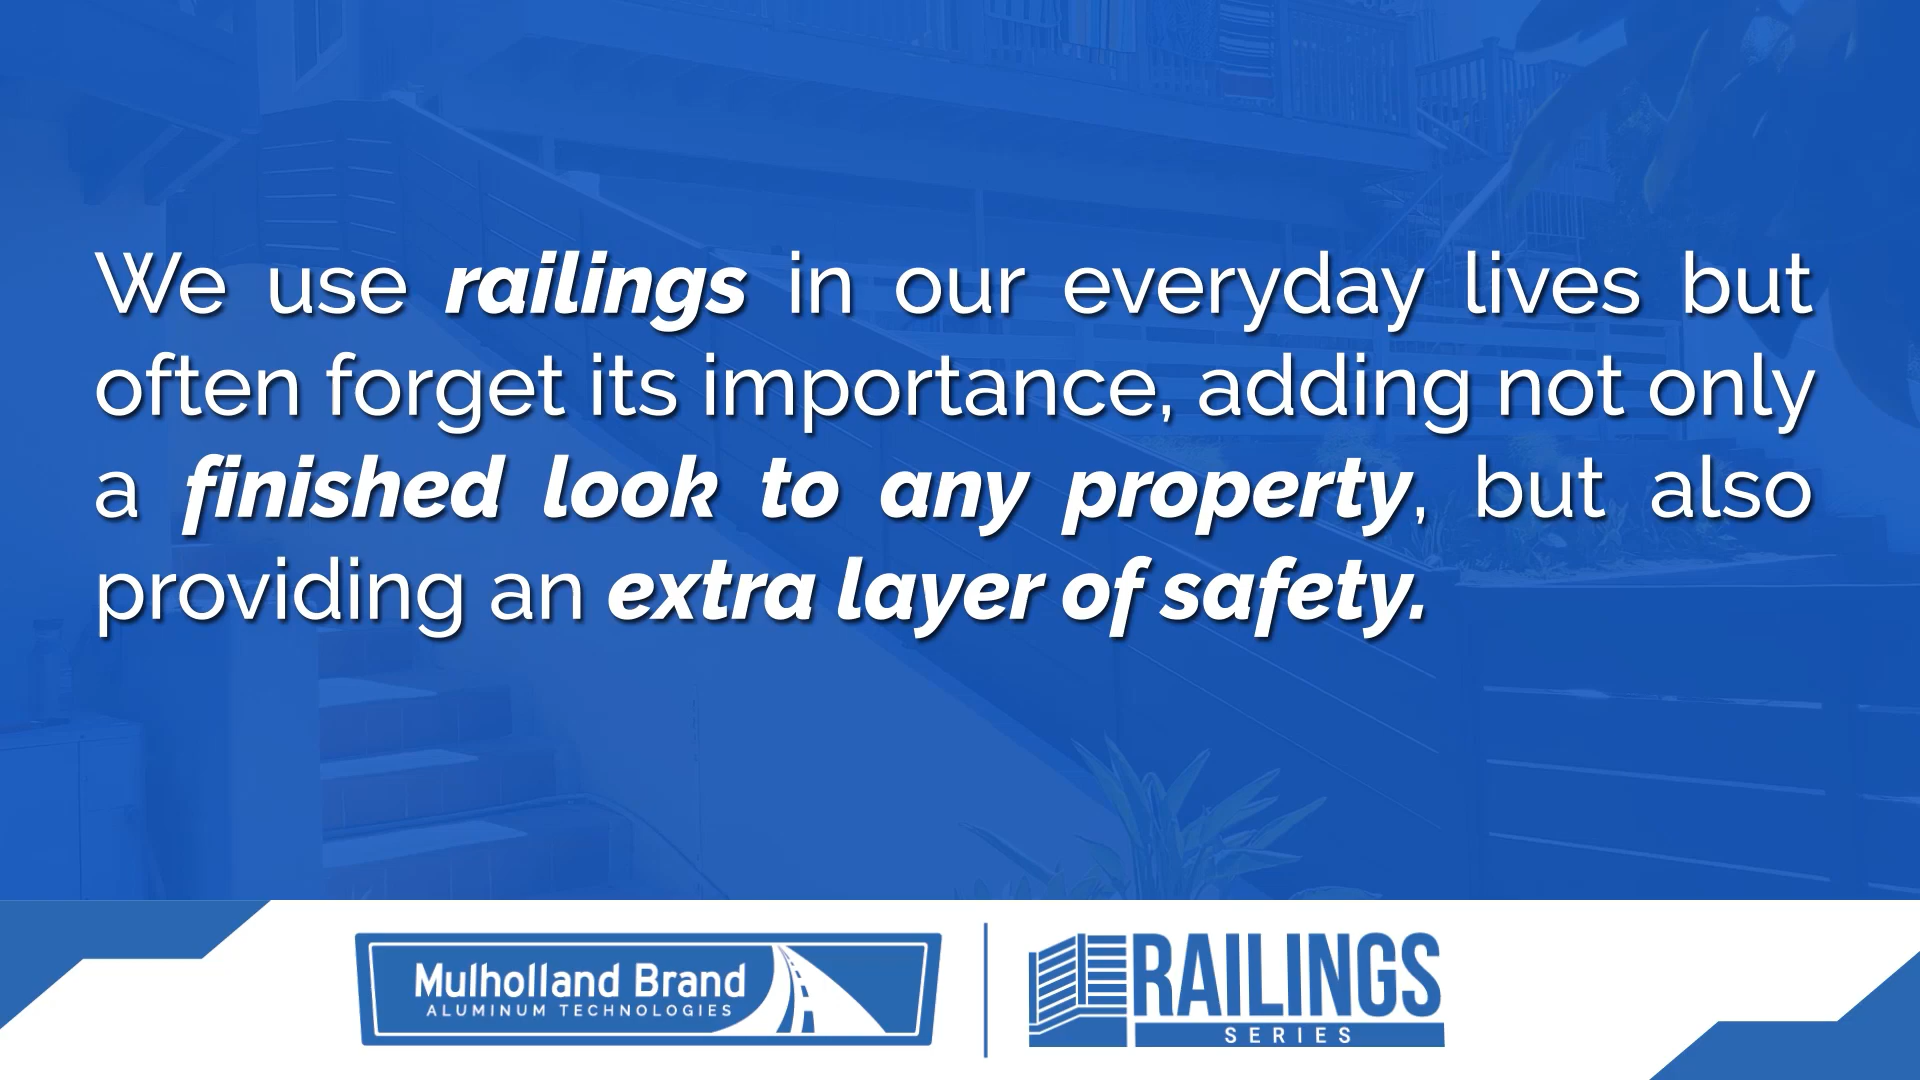 We use railings in our everyday lives but
often forget its importance, adding not only
a finished look to any property, but also
providing an extra layer of safety.
Mulholland Brand
ALUMINUM TECHNOLOGIES
RAILINGS
SERIES